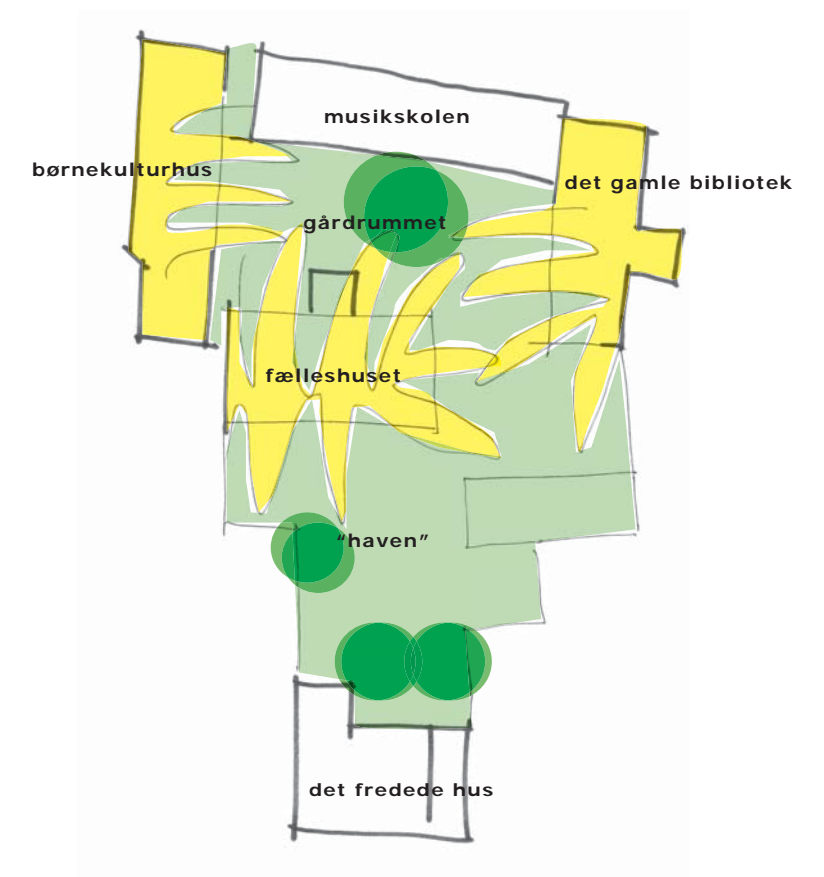 musikskolen
børnekulturhus
det gamle bibliotek
gårdrummet
fælleshuset
“haven”
det fredede hus